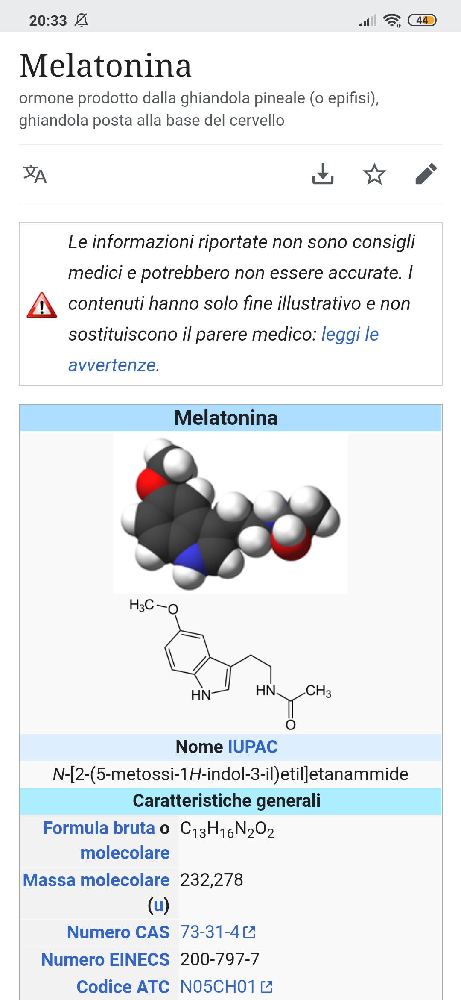 20:33
44
Melatonina
ormone prodotto dalla ghiandola pineale (o epifisi),
ghiandola posta alla base del cervello
文A
Le informazioni riportate non sono consigli
medici e potrebbero non essere accurate. I
contenuti hanno solo fine illustrativo e non
sostituiscono il parere medico: leggi le
avvertenze.
Melatonina
H₃C O
HN HN CH₃
O
Nome IUPAC
N-[2-(5-metossi-1H-indol-3-il)etil]etanammide
Caratteristiche generali
Formula bruta o C₁₃H₁₆N₂O₂
molecolare
Massa molecolare 232,278
(u)
Numero CAS 73-31-4
Numero EINECS 200-797-7
Codice ATC N05CH01